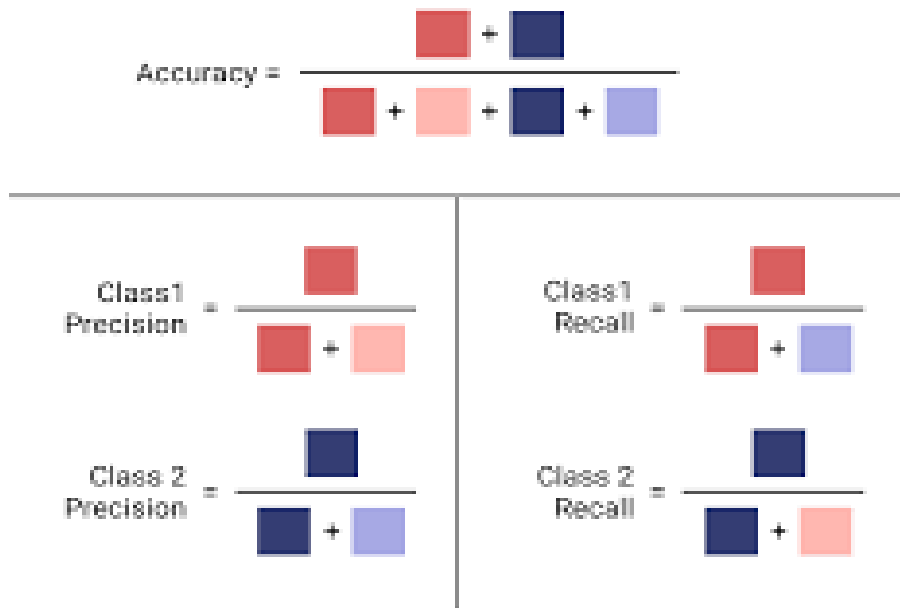 Accuracy =
+
+ + +
Class1
Precision =
+
Class1
Recall =
+
Class 2
Precision =
+
Class 2
Recall =
+